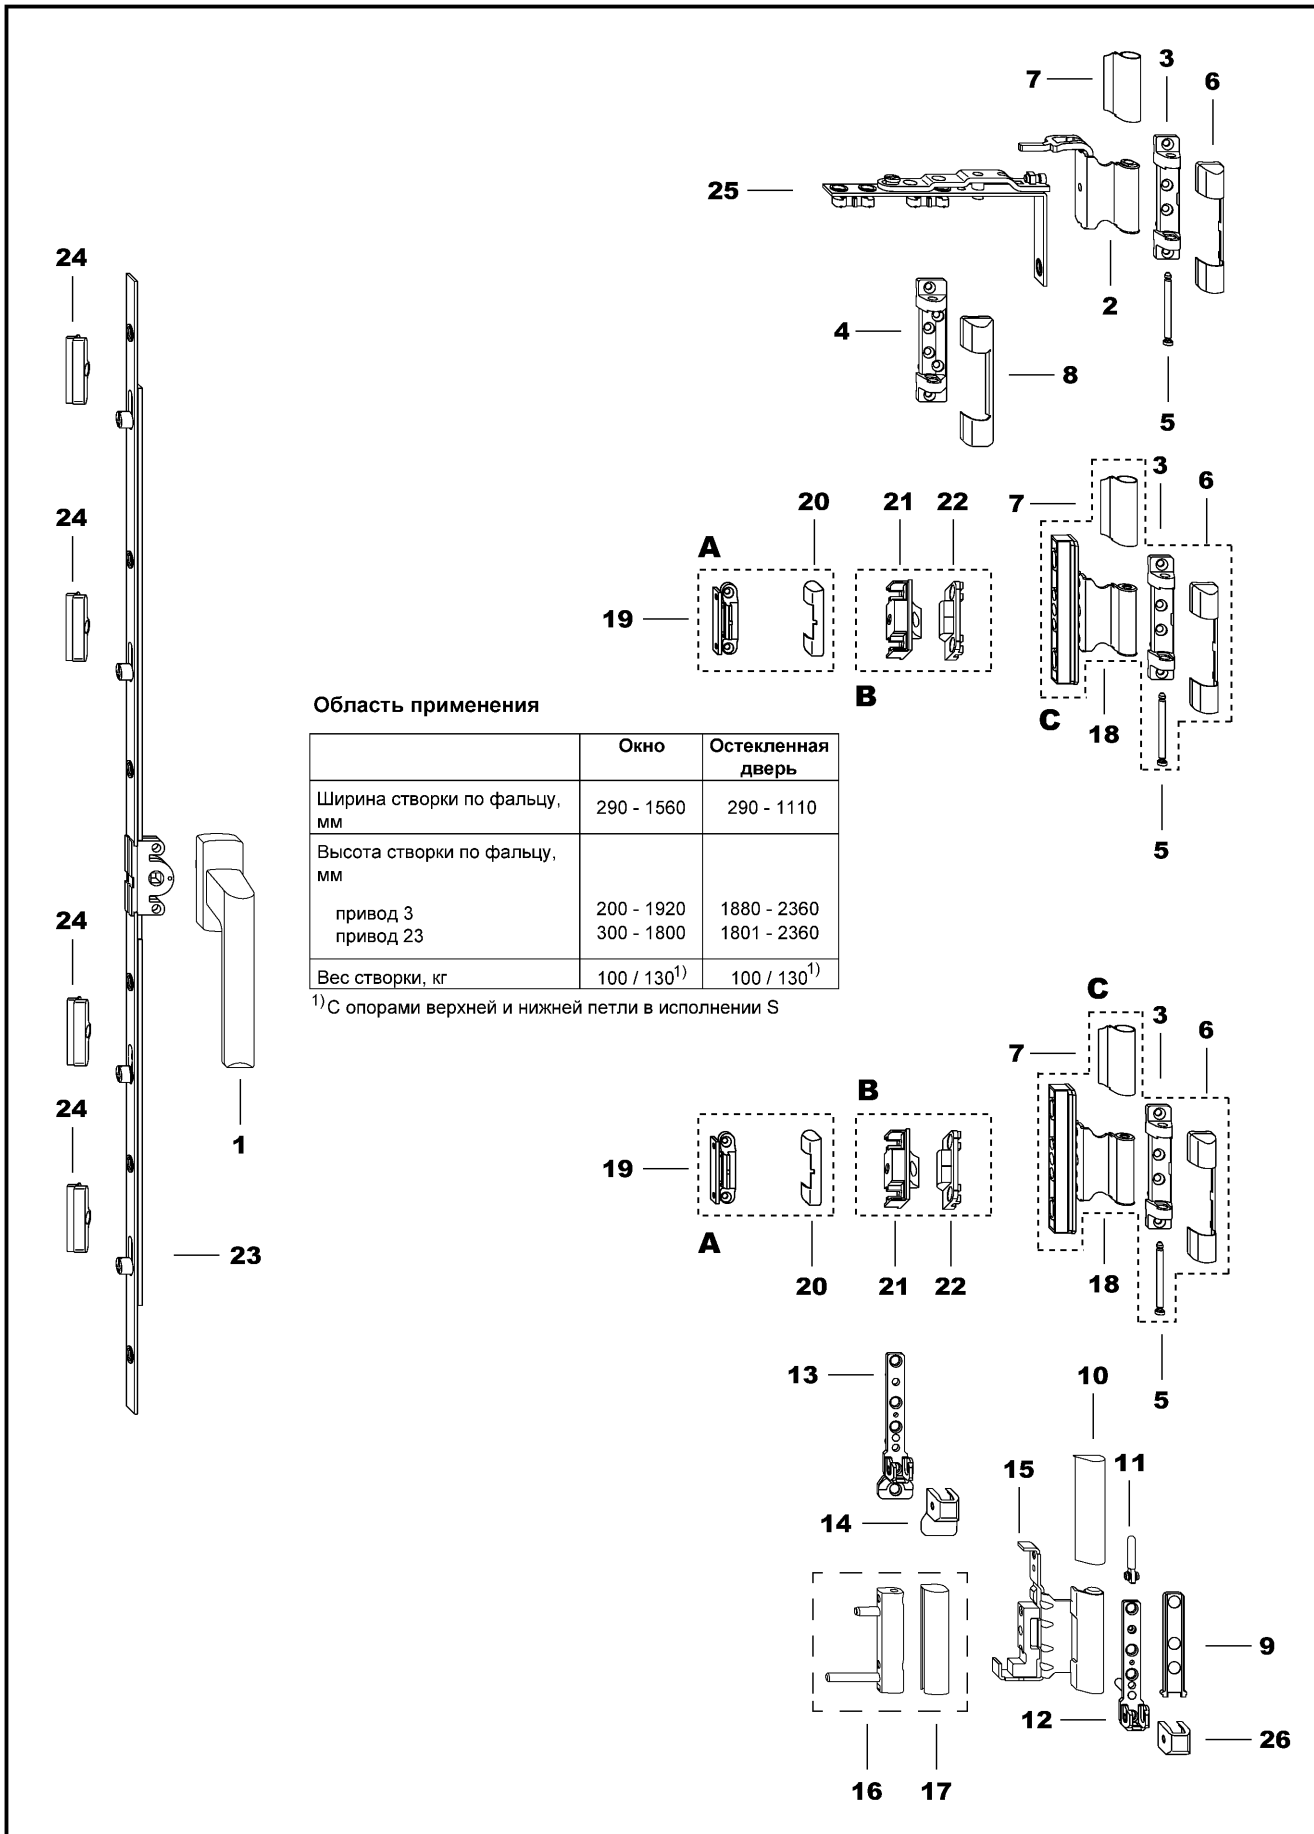 3
7
6
25
24
2
4
8
5
3
6
7
20
21
22
24
A
19
B
C
18
Область применения
Окно
Остекленная
дверь
Ширина створки по фальцу,
мм
290 - 1560
290 - 1110
5
Высота створки по фальцу,
мм
привод 3
200 - 1920
1880 - 2360
привод 23
300 - 1800
1801 - 2360
24
Вес створки, кг
100 / 130 1)
100 / 130 1)
1) С опорами верхней и нижней петли в исполнении S
C
3
6
7
B
24
1
19
A
23
20
21
22
18
13
10
5
15
11
14
9
12
26
16
17